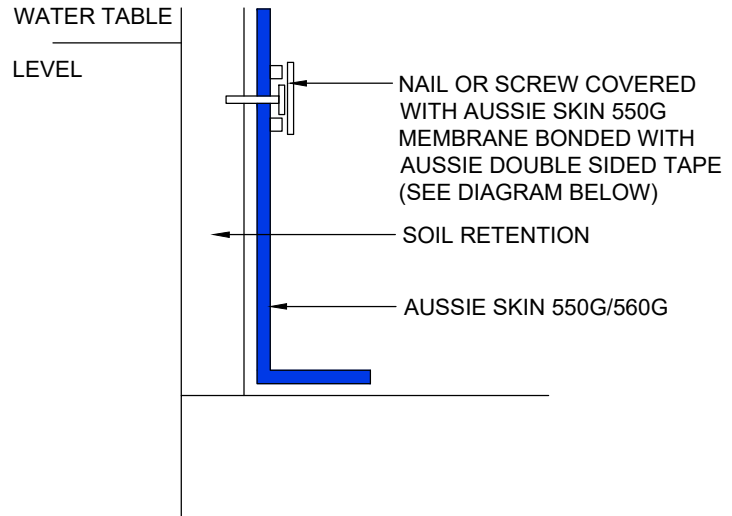 WATER TABLE
LEVEL
NAIL OR SCREW COVERED
WITH AUSSIE SKIN 550G
MEMBRANE BONDED WITH
AUSSIE DOUBLE SIDED TAPE
(SEE DIAGRAM BELOW)
SOIL RETENTION
AUSSIE SKIN 550G/560G